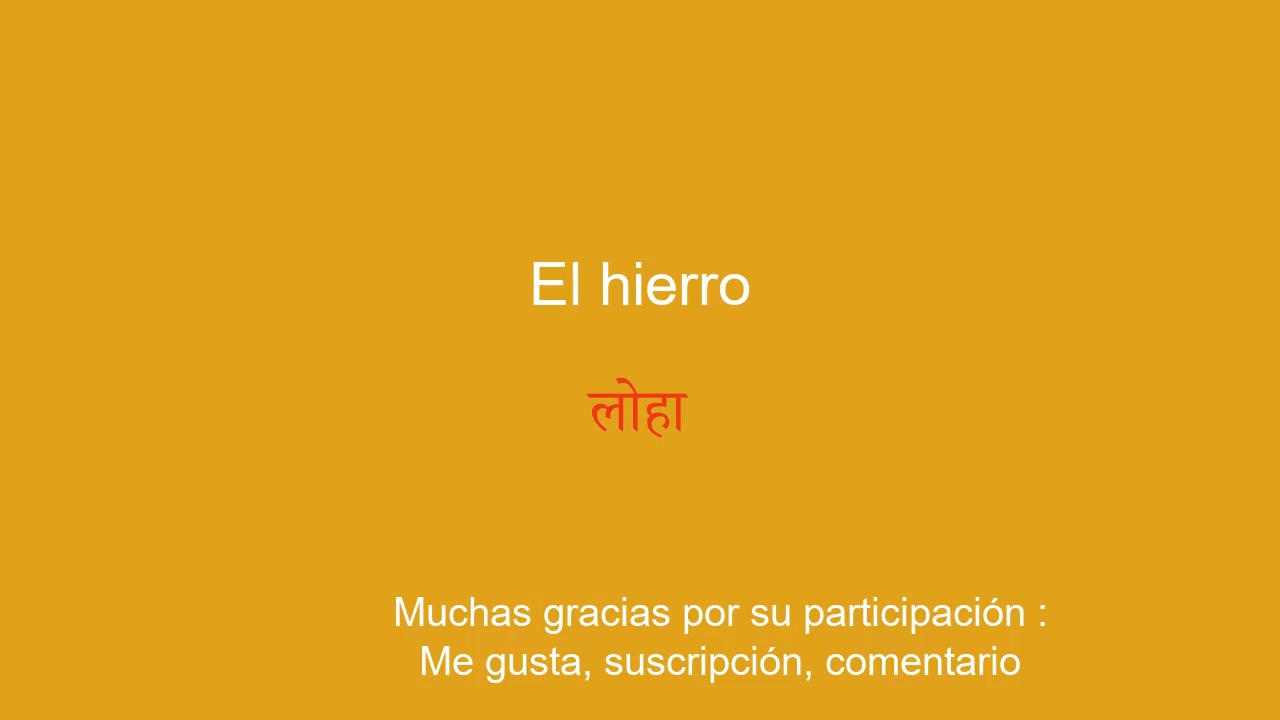 El hierro
लोहा
Muchas gracias por su participación :
Me gusta, suscripción, comentario